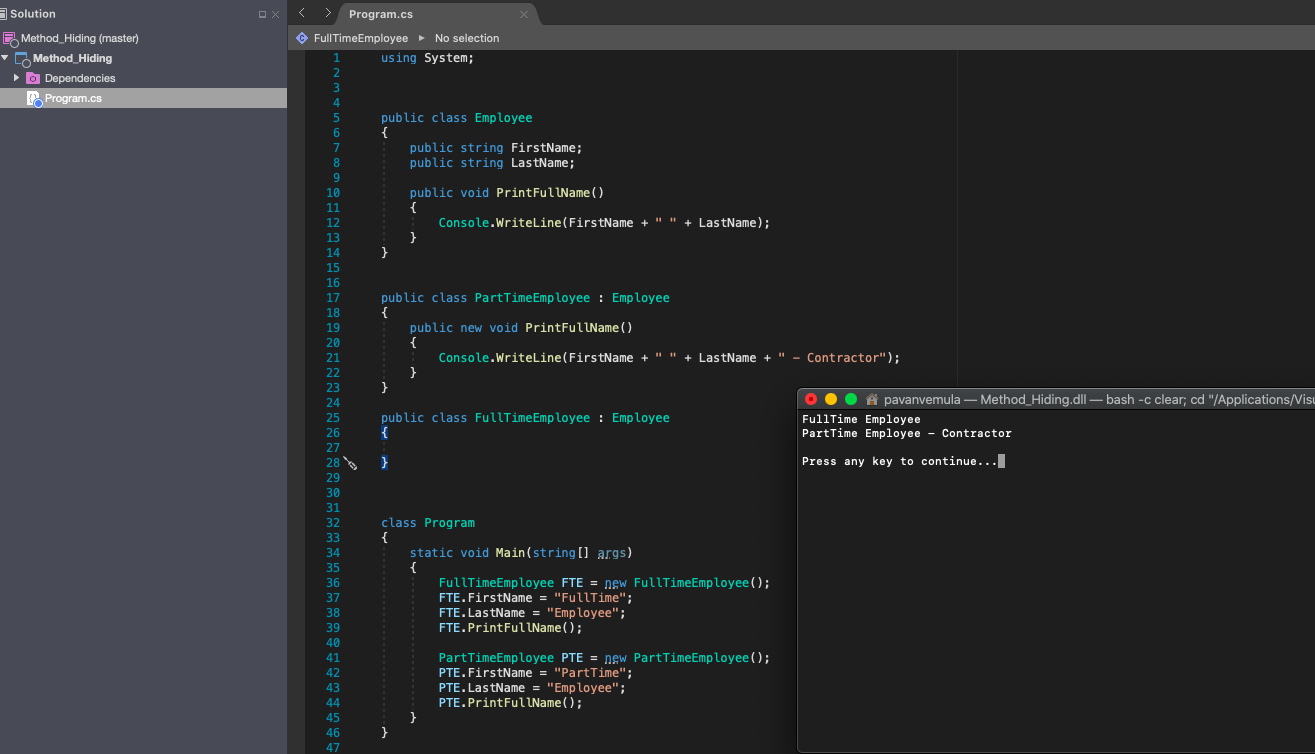 Solution
Method_Hiding (master)
Method_Hiding
Dependencies
Program.cs
Program.cs
FullTimeEmployee ▸ No selection
1 using System;
2
3
4
5 public class Employee
6 {
7 public string FirstName;
8 public string LastName;
9
10 public void PrintFullName()
11 {
12 Console.WriteLine(FirstName + " " + LastName);
13 }
14 }
15
16
17 public class PartTimeEmployee : Employee
18 {
19 public new void PrintFullName()
20 {
21 Console.WriteLine(FirstName + " " + LastName + " - Contractor");
22 }
23 }
24
25 public class FullTimeEmployee : Employee
26 {
27
28 }
29
30
31
32 class Program
33 {
34 static void Main(string[] args)
35 {
36 FullTimeEmployee FTE = new FullTimeEmployee();
37 FTE.FirstName = "FullTime";
38 FTE.LastName = "Employee";
39 FTE.PrintFullName();
40
41 PartTimeEmployee PTE = new PartTimeEmployee();
42 PTE.FirstName = "PartTime";
43 PTE.LastName = "Employee";
44 PTE.PrintFullName();
45 }
46 }
47
pavanvemula — Method_Hiding.dll — bash -c clear; cd "/Applications/Visu
FullTime Employee
PartTime Employee - Contractor
Press any key to continue...